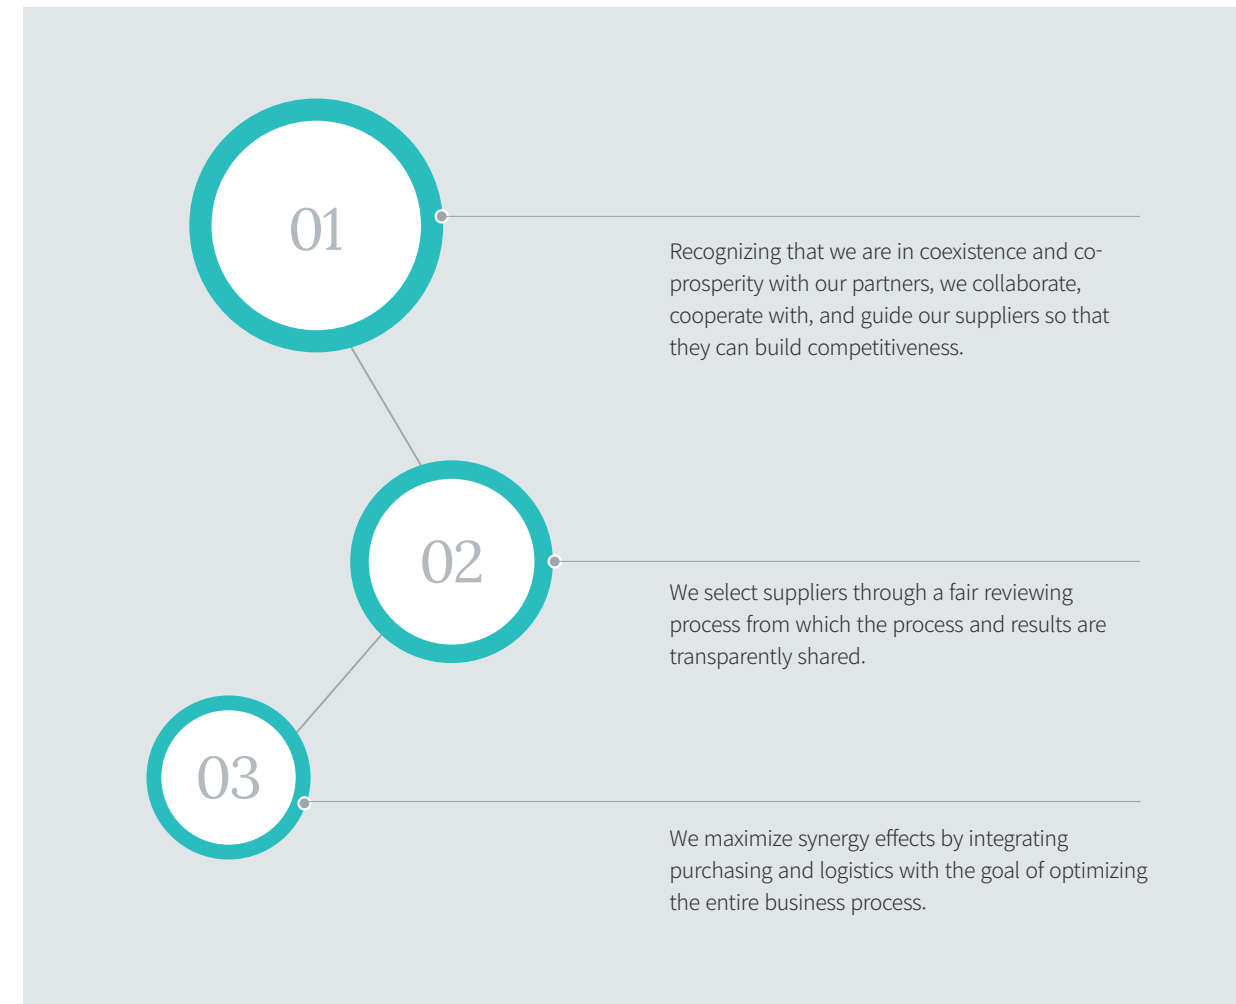 01
Recognizing that we are in coexistence and co-
prosperity with our partners, we collaborate,
cooperate with, and guide our suppliers so that
they can build competitiveness.
02
We select suppliers through a fair reviewing
process from which the process and results are
transparently shared.
03
We maximize synergy effects by integrating
purchasing and logistics with the goal of optimizing
the entire business process.